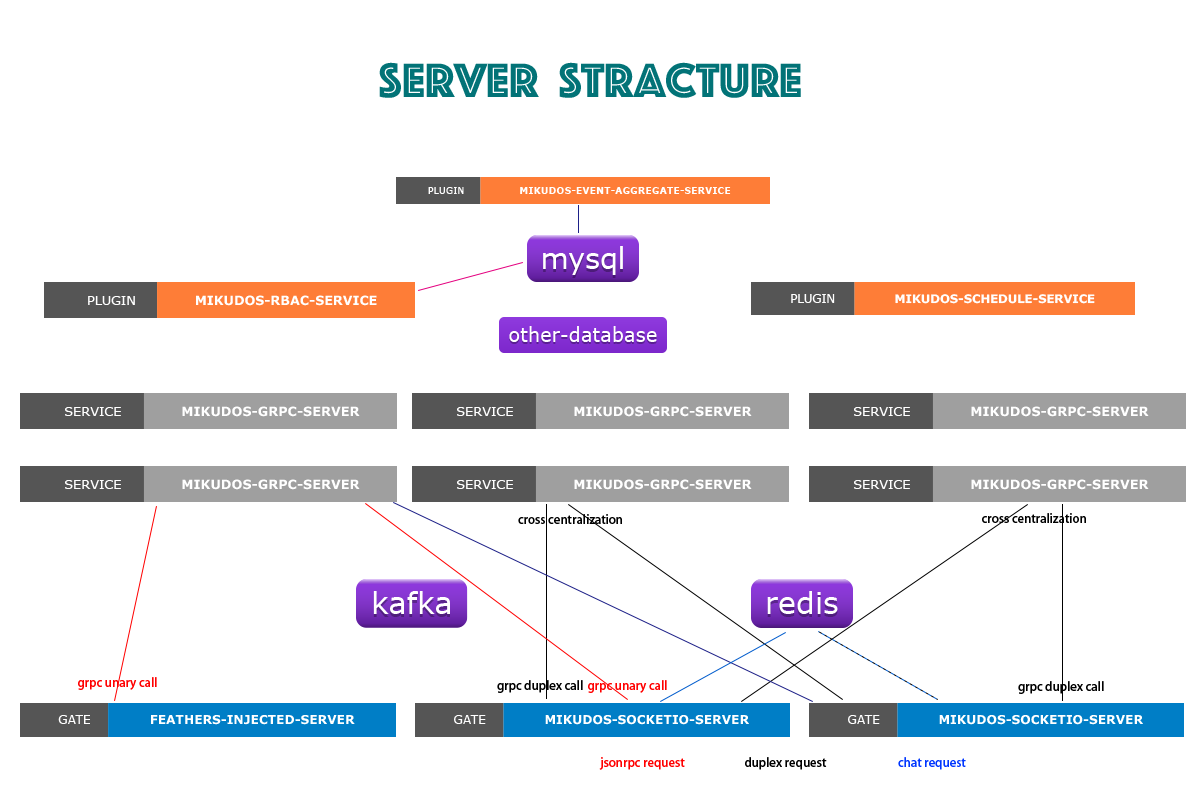 SERVER STRACTURE
PLUGIN MIKUDOS-EVENT-AGGREGATE-SERVICE
mysql
PLUGIN MIKUDOS-RBAC-SERVICE
PLUGIN MIKUDOS-SCHEDULE-SERVICE
other-database
SERVICE MIKUDOS-GRPC-SERVER
SERVICE MIKUDOS-GRPC-SERVER
SERVICE MIKUDOS-GRPC-SERVER
SERVICE MIKUDOS-GRPC-SERVER
SERVICE MIKUDOS-GRPC-SERVER
SERVICE MIKUDOS-GRPC-SERVER
cross centralization
cross centralization
kafka
redis
grpc unary call
grpc duplex call
grpc unary call
grpc duplex call
GATE FEATHERS-INJECTED-SERVER
GATE MIKUDOS-SOCKETIO-SERVER
GATE MIKUDOS-SOCKETIO-SERVER
jsonrpc request
duplex request
chat request